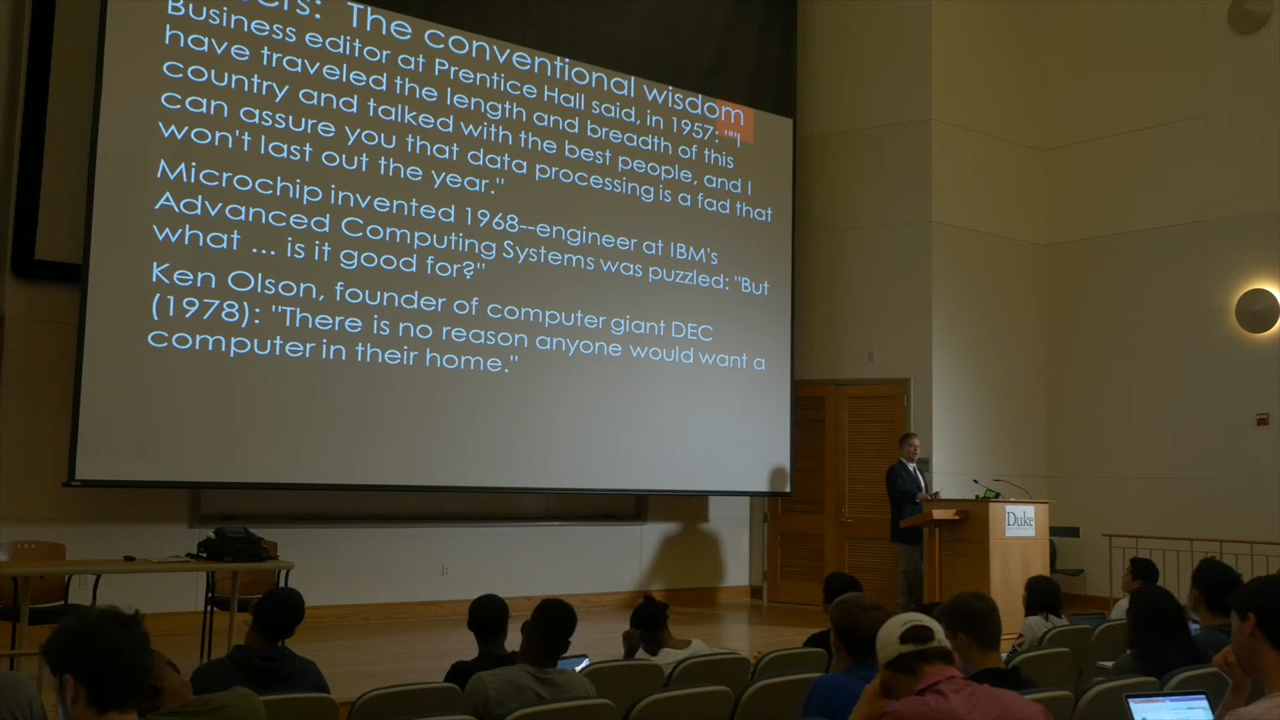 The conventional wisdom
Business editor at Prentice Hall said, in 1957: ""I
have traveled the length and breadth of this
country and talked with the best people, and I
can assure you that data processing is a fad that
won't last out the year."
Microchip invented 1968--engineer at IBM's
Advanced Computing Systems was puzzled: "But
what ... is it good for?"
Ken Olson, founder of computer giant DEC
(1978): "There is no reason anyone would want a
computer in their home."
Duke
UNIVERSITY